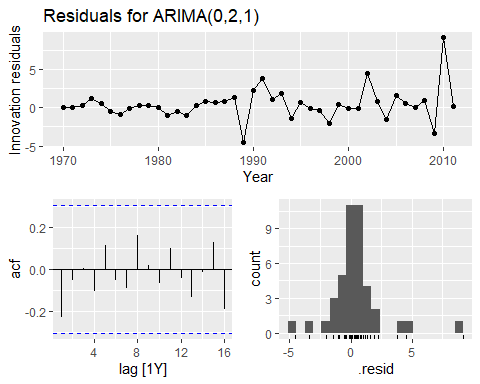 Residuals for ARIMA(0,2,1)
Innovation residuals
5
0
-5
1970 1980 1990 2000 2010
Year
acf
0.2
0.0
-0.2
4 8 12 16
lag [1Y]
count
9
6
3
0
-5 0 5
.resid